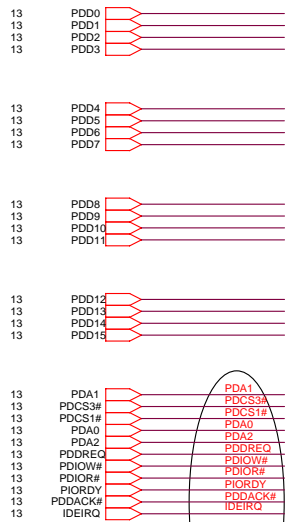 13 PDD0
13 PDD1
13 PDD2
13 PDD3
13 PDD4
13 PDD5
13 PDD6
13 PDD7
13 PDD8
13 PDD9
13 PDD10
13 PDD11
13 PDD12
13 PDD13
13 PDD14
13 PDD15
13 PDA1 PDA1
13 PDCS3# PDCS3#
13 PDCS1# PDCS1#
13 PDA0 PDA0
13 PDA2 PDA2
13 PDDREQ PDDREQ
13 PDIOW# PDIOW#
13 PDIOR# PDIOR#
13 PIORDY PIORDY
13 PDDACK# PDDACK#
13 IDEIRQ IDEIRQ